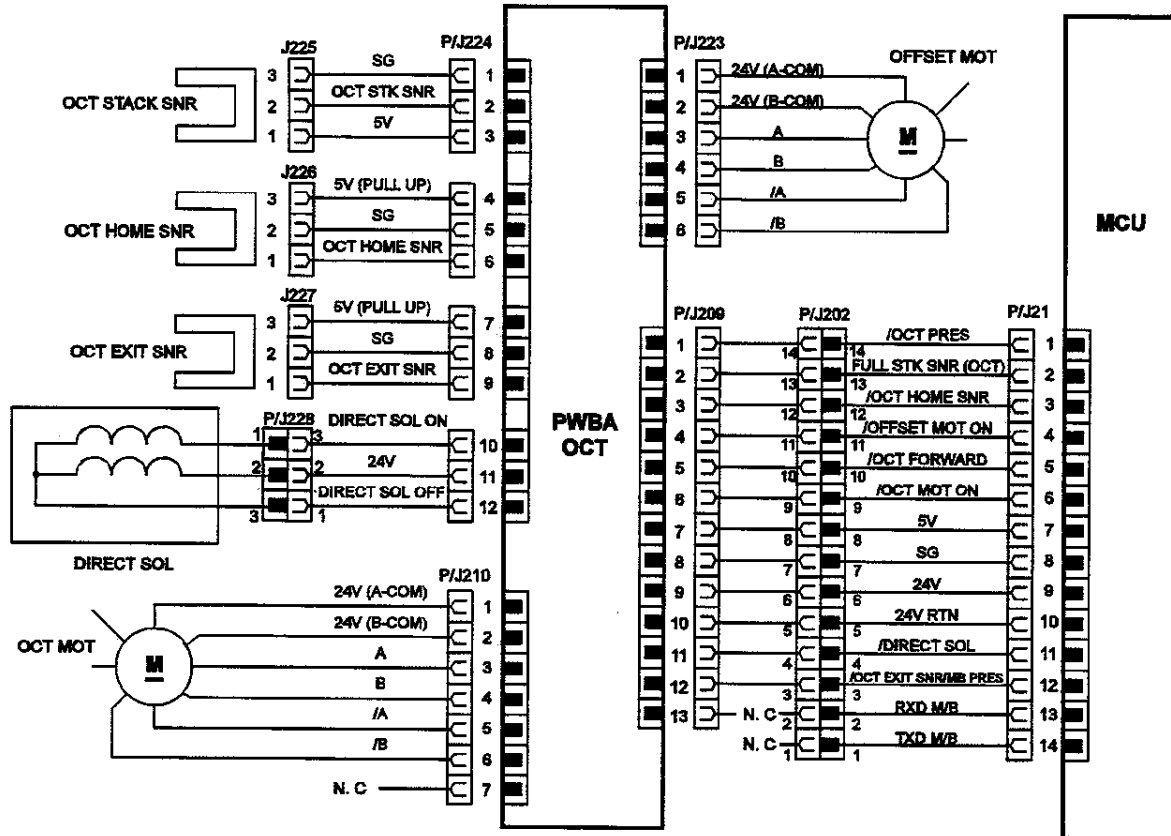 J225
P/J224
3 SG 1
OCT STACK SNR
2 OCT STK SNR 2
1 5V 3
J226
3 5V (PULL UP) 4
OCT HOME SNR
2 SG 5
1 OCT HOME SNR 6
J227
3 5V (PULL UP) 7
OCT EXIT SNR
2 SG 8
1 OCT EXIT SNR 9
P/J228
1 3 DIRECT SOL ON 10
2 2 24V 11
3 1 DIRECT SOL OFF 12
DIRECT SOL
P/J210
24V (A-COM) 1
24V (B-COM) 2
OCT MOT
M
A 3
B 4
/A 5
/B 6
N. C 7
PWBA
OCT
P/J223
1 24V (A-COM)
2 24V (B-COM)
3 A
4 B
5 /A
6 /B
OFFSET MOT
M
MCU
P/J209 P/J202 P/J21
1 14 14 /OCT PRES 1
2 13 13 FULL STK SNR (OCT) 2
3 12 12 /OCT HOME SNR 3
4 11 11 /OFFSET MOT ON 4
5 10 10 /OCT FORWARD 5
6 9 9 /OCT MOT ON 6
7 8 8 5V 7
8 7 7 SG 8
9 6 6 24V 9
10 5 5 24V RTN 10
11 4 4 /DIRECT SOL 11
12 3 3 /OCT EXIT SNR/MB PRES 12
13 N. C 2 2 RXD M/B 13
N. C 1 1 TXD M/B 14